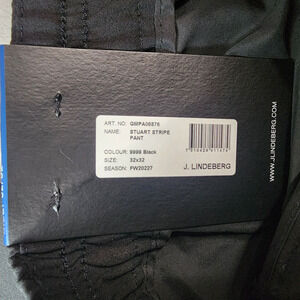 ART. NO: GMPA06876
NAME: STUART STRIPE
PANT
COLOUR: 9999 Black
SIZE: 32x32
SEASON: FW20227
J. LINDEBERG
WWW.JLINDEBERG.COM